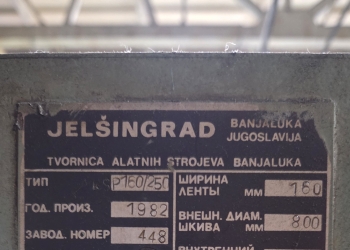 JELŠINGRAD BANJALUKA
JUGOSLAVIJA
TVORNICA ALATNIH STROJEVA BANJALUKA
ТИП P160/250
ГОД. ПРОИЗ. 1982
ЗАВОД. НОМЕР 448
ШИРИНА
ЛЕНТЫ ММ 160
ВНЕШН. ДИАМ.
ШКИВА ММ 800
ВНУТРЕННИЙ